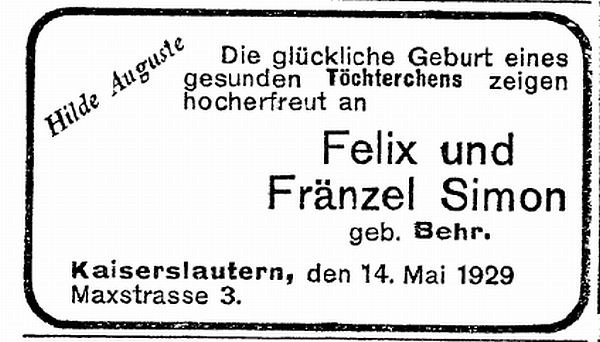 Hilde Auguste
Die glückliche Geburt eines
gesunden Töchterchens zeigen
hocherfreut an
Felix und
Fränzel Simon
geb. Behr.
Kaiserslautern, den 14. Mai 1929
Maxstrasse 3.